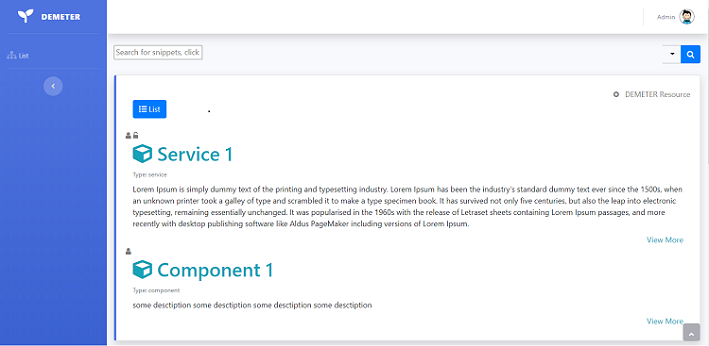 DEMETER
Admin
List
Search for snippets, click
DEMETER Resource
List
Service 1
Type: service
Lorem Ipsum is simply dummy text of the printing and typesetting industry. Lorem Ipsum has been the industry's standard dummy text ever since the 1500s, when
an unknown printer took a galley of type and scrambled it to make a type specimen book. It has survived not only five centuries, but also the leap into electronic
typesetting, remaining essentially unchanged. It was popularised in the 1960s with the release of Letraset sheets containing Lorem Ipsum passages, and more
recently with desktop publishing software like Aldus PageMaker including versions of Lorem Ipsum.
View More
Component 1
Type: component
some desctiption some desctiption some desctiption some desctiption
View More